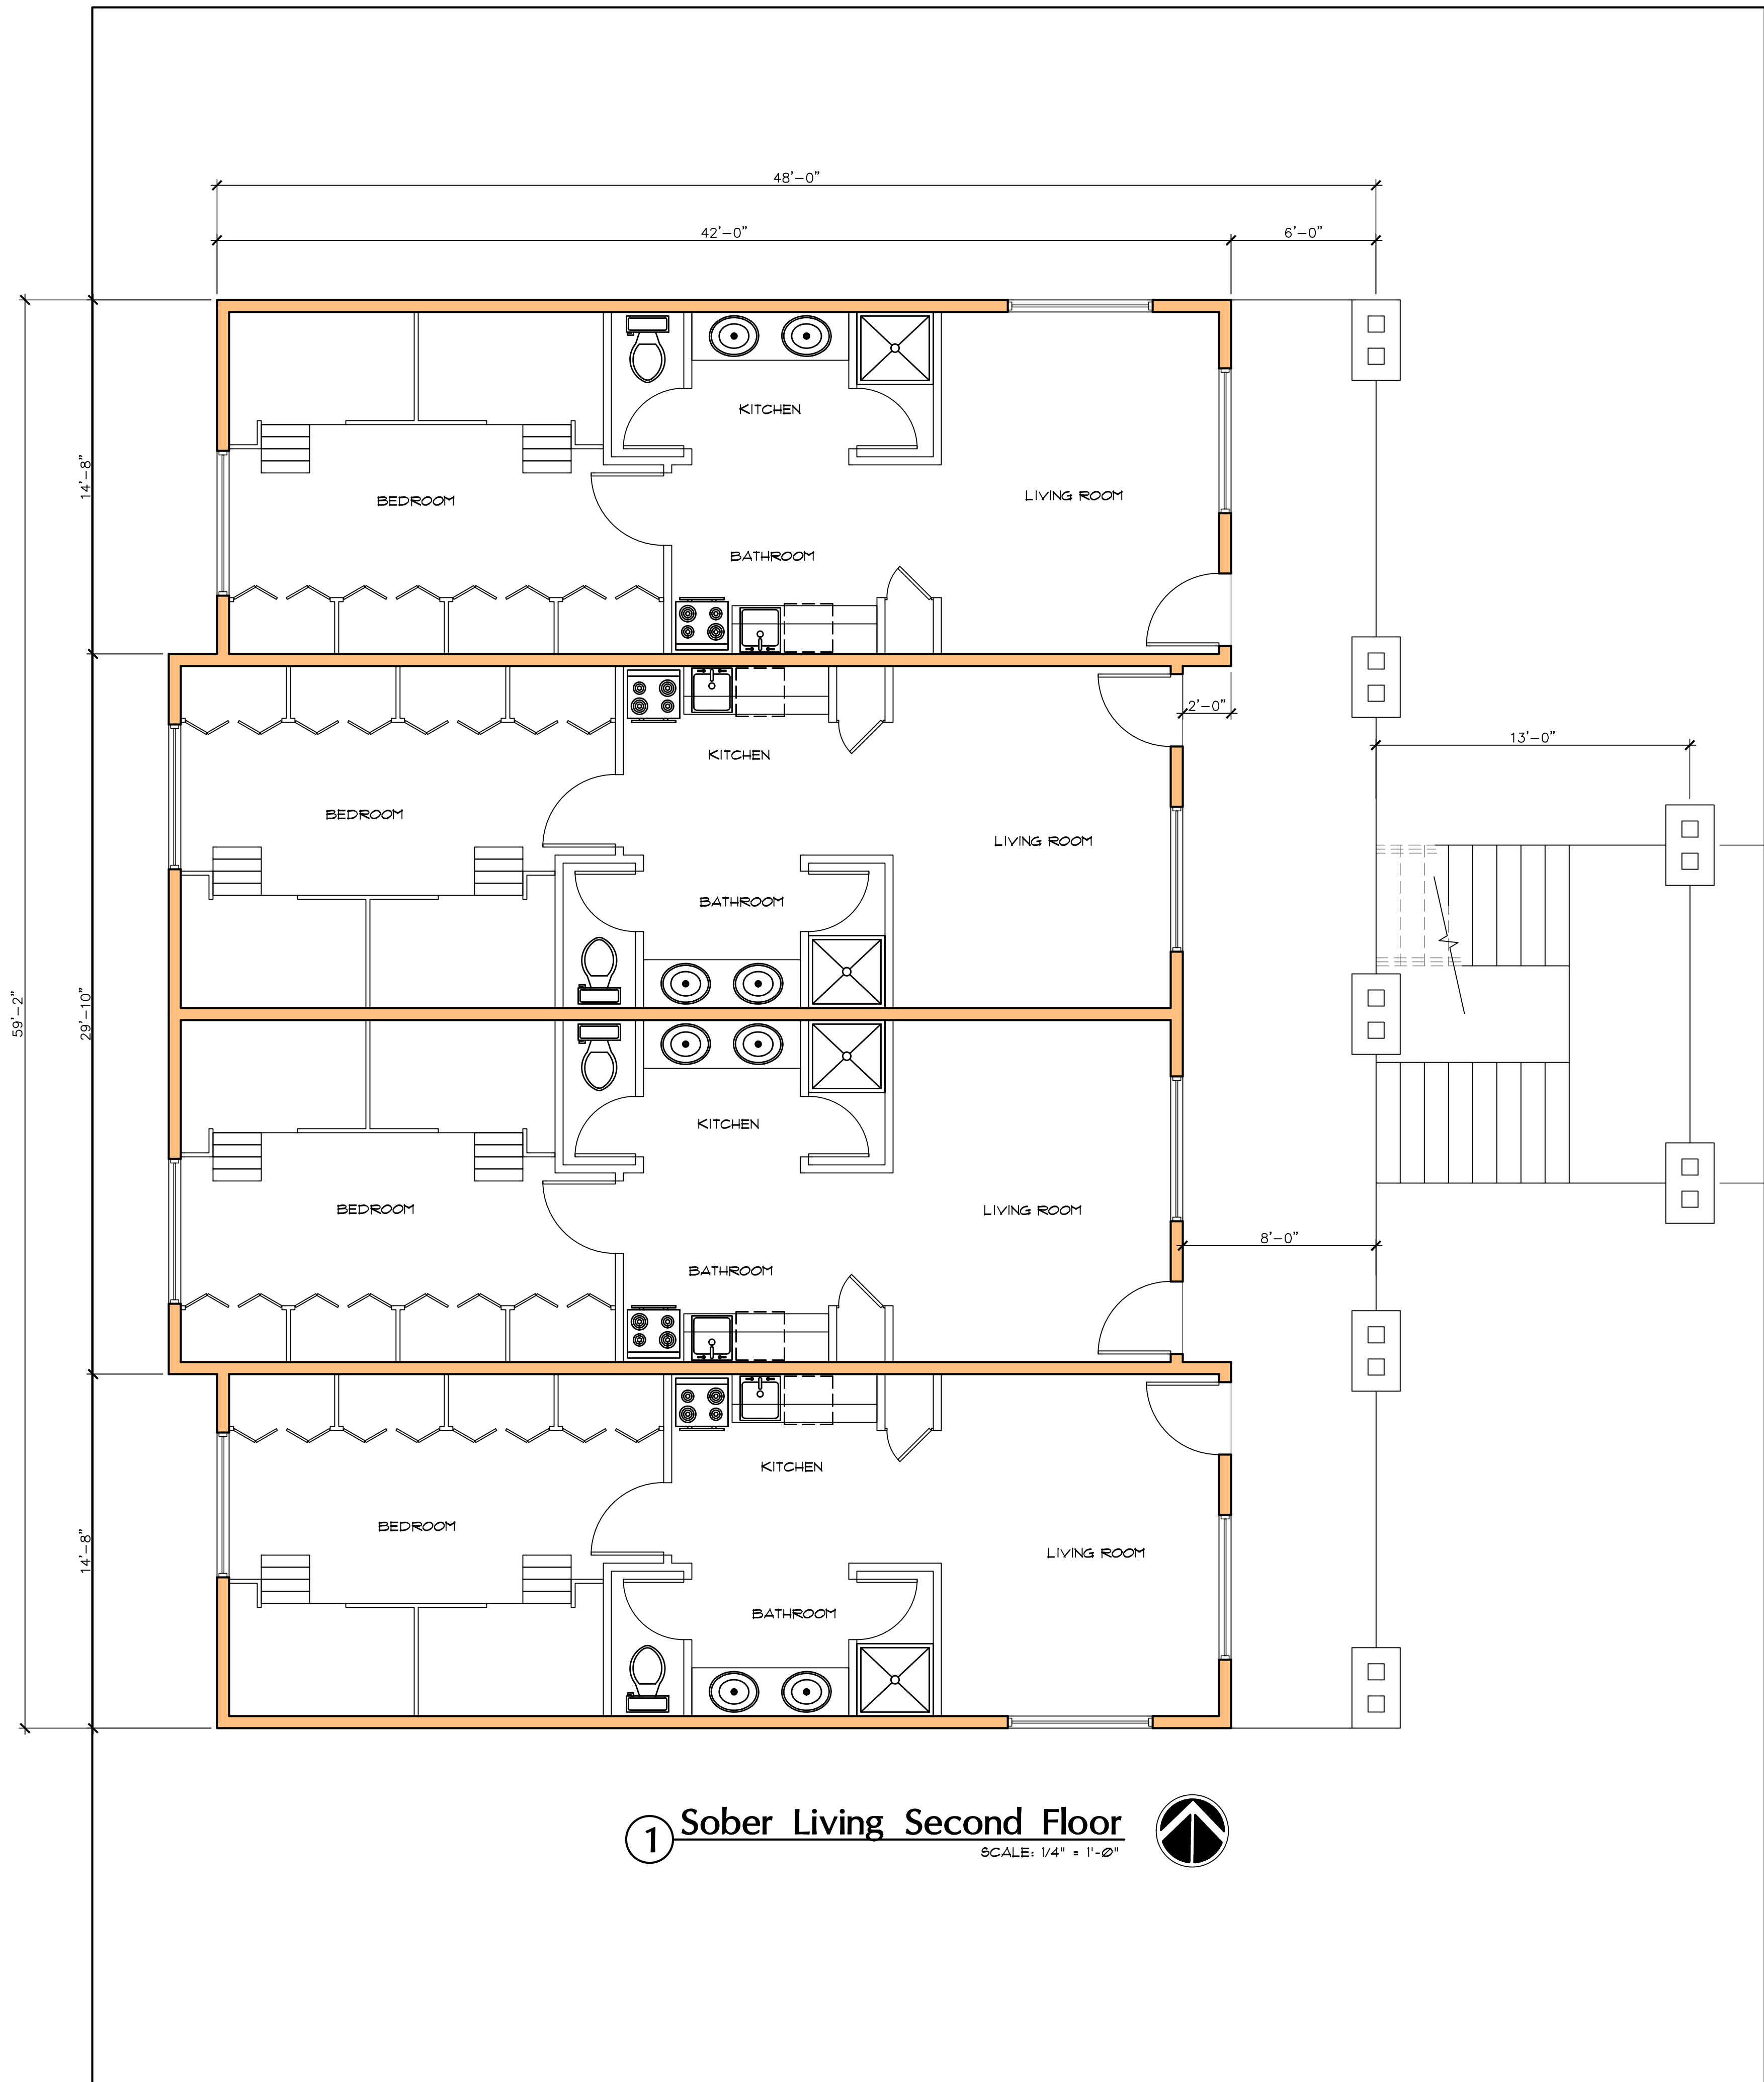 48'-0"
42'-0"
6'-0"
KITCHEN
14'-8"
LIVING ROOM
BEDROOM
BATHROOM
2'-0"
13'-0"
KITCHEN
BEDROOM
LIVING ROOM
BATHROOM
59'-2"
29'-10"
KITCHEN
BEDROOM
LIVING ROOM
8'-0"
BATHROOM
KITCHEN
BEDROOM
14'-8"
LIVING ROOM
BATHROOM
1 Sober Living Second Floor
SCALE: 1/4" = 1'-0"